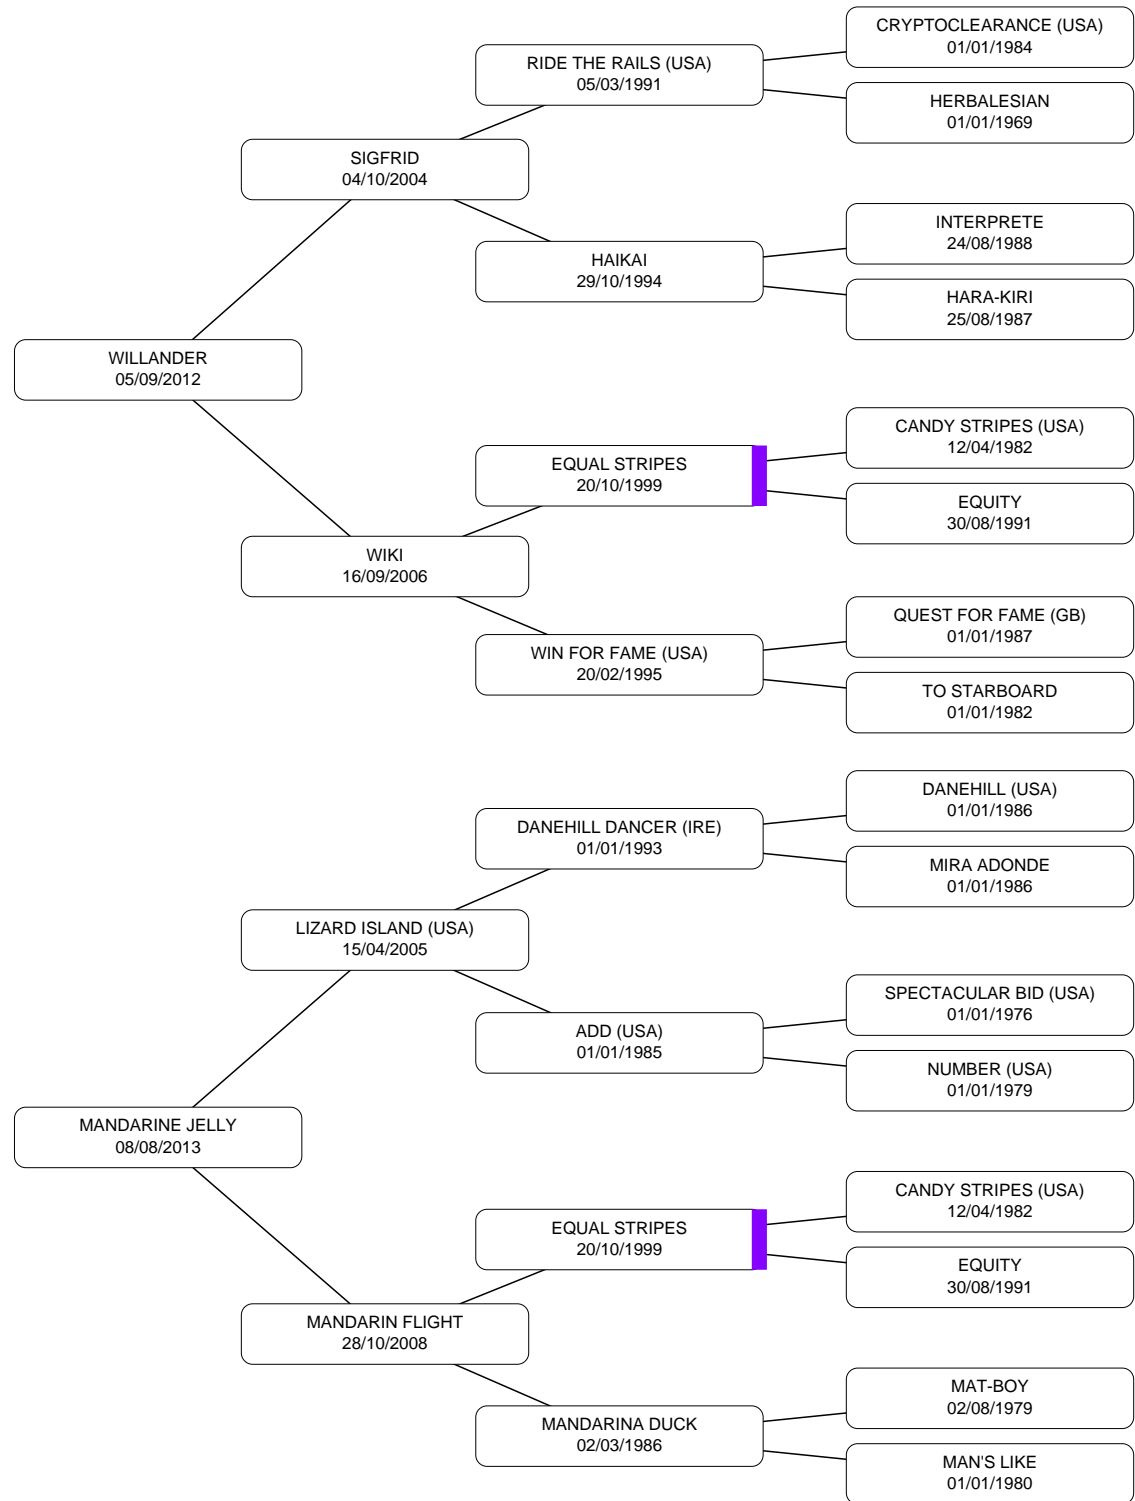 CRYPTOCLEARANCE (USA)
01/01/1984
RIDE THE RAILS (USA)
05/03/1991
HERBALESIAN
01/01/1969
SIGFRID
04/10/2004
INTERPRETE
24/08/1988
HAIKAI
29/10/1994
HARA-KIRI
25/08/1987
WILLANDER
05/09/2012
CANDY STRIPES (USA)
12/04/1982
EQUAL STRIPES
20/10/1999
EQUITY
30/08/1991
WIKI
16/09/2006
QUEST FOR FAME (GB)
01/01/1987
WIN FOR FAME (USA)
20/02/1995
TO STARBOARD
01/01/1982
DANEHILL (USA)
01/01/1986
DANEHILL DANCER (IRE)
01/01/1993
MIRA ADONDE
01/01/1986
LIZARD ISLAND (USA)
15/04/2005
SPECTACULAR BID (USA)
01/01/1976
ADD (USA)
01/01/1985
NUMBER (USA)
01/01/1979
MANDARINE JELLY
08/08/2013
CANDY STRIPES (USA)
12/04/1982
EQUAL STRIPES
20/10/1999
EQUITY
30/08/1991
MANDARIN FLIGHT
28/10/2008
MAT-BOY
02/08/1979
MANDARINA DUCK
02/03/1986
MAN'S LIKE
01/01/1980